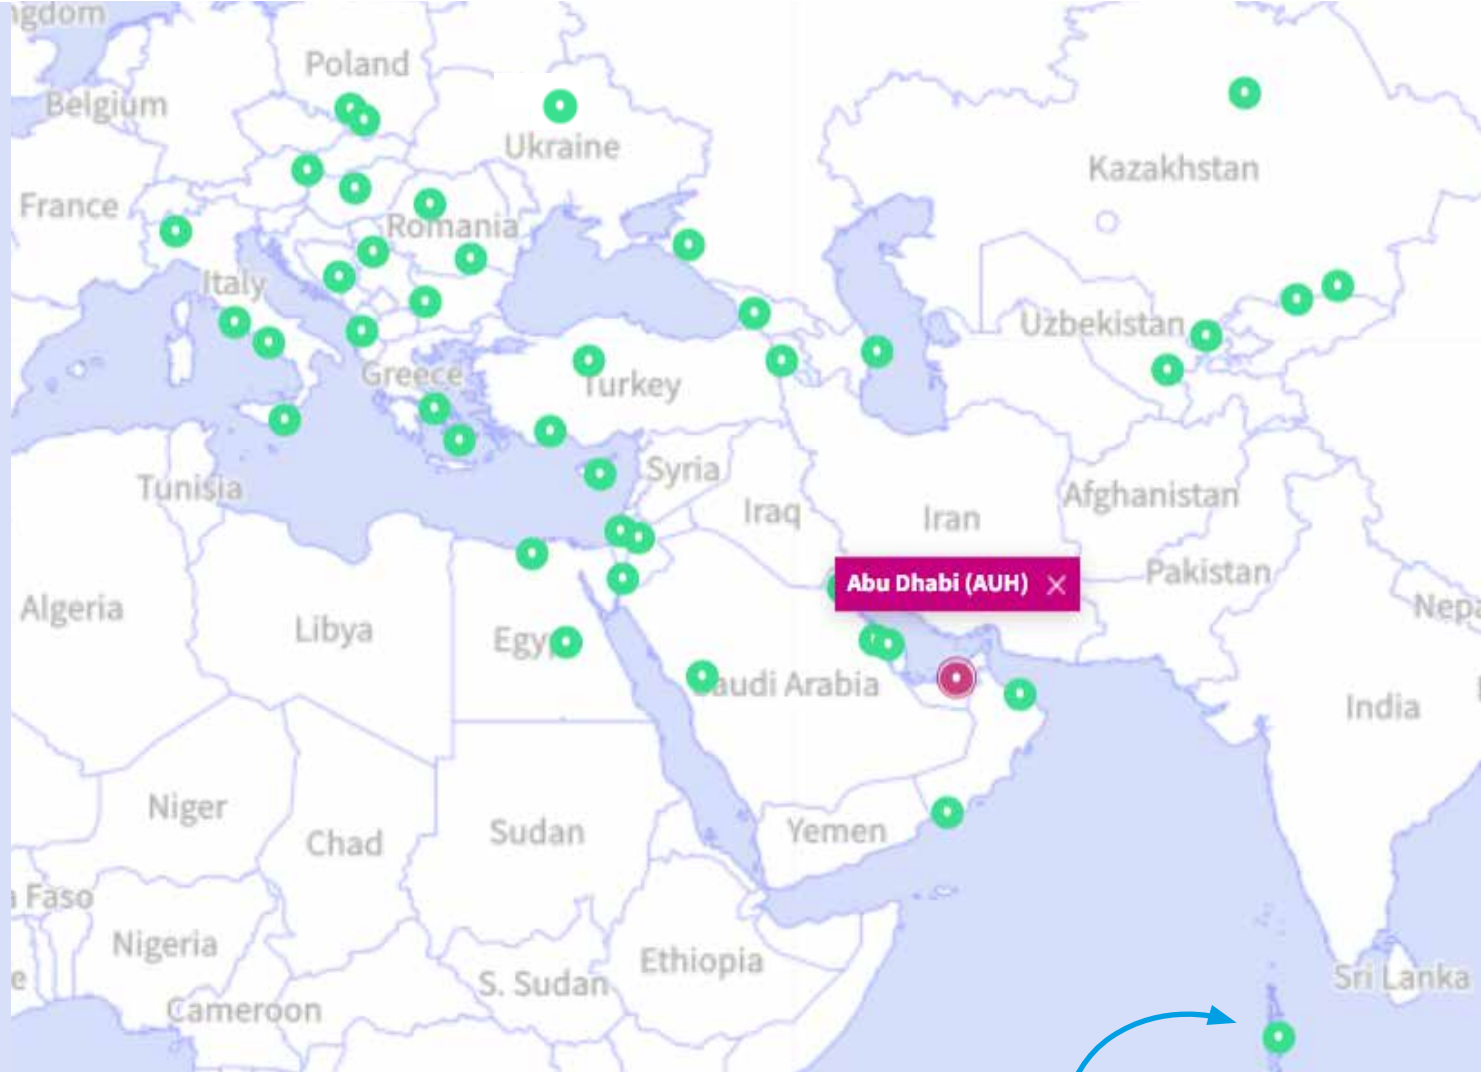 ngdom
Poland
Belgium
Ukraine
Kazakhstan
France
Romania
Italy
Uzbekistan
Greece
Turkey
Syria
Tunisia
Afghanistan
Iraq
Iran
Pakistan
Abu Dhabi (AUH)
Algeria
Nepa
Libya
Egy
Saudi Arabia
India
Niger
Yemen
Sudan
Chad
a Faso
Nigeria
Ethiopia
e
S. Sudan
Sri Lanka
Cameroon